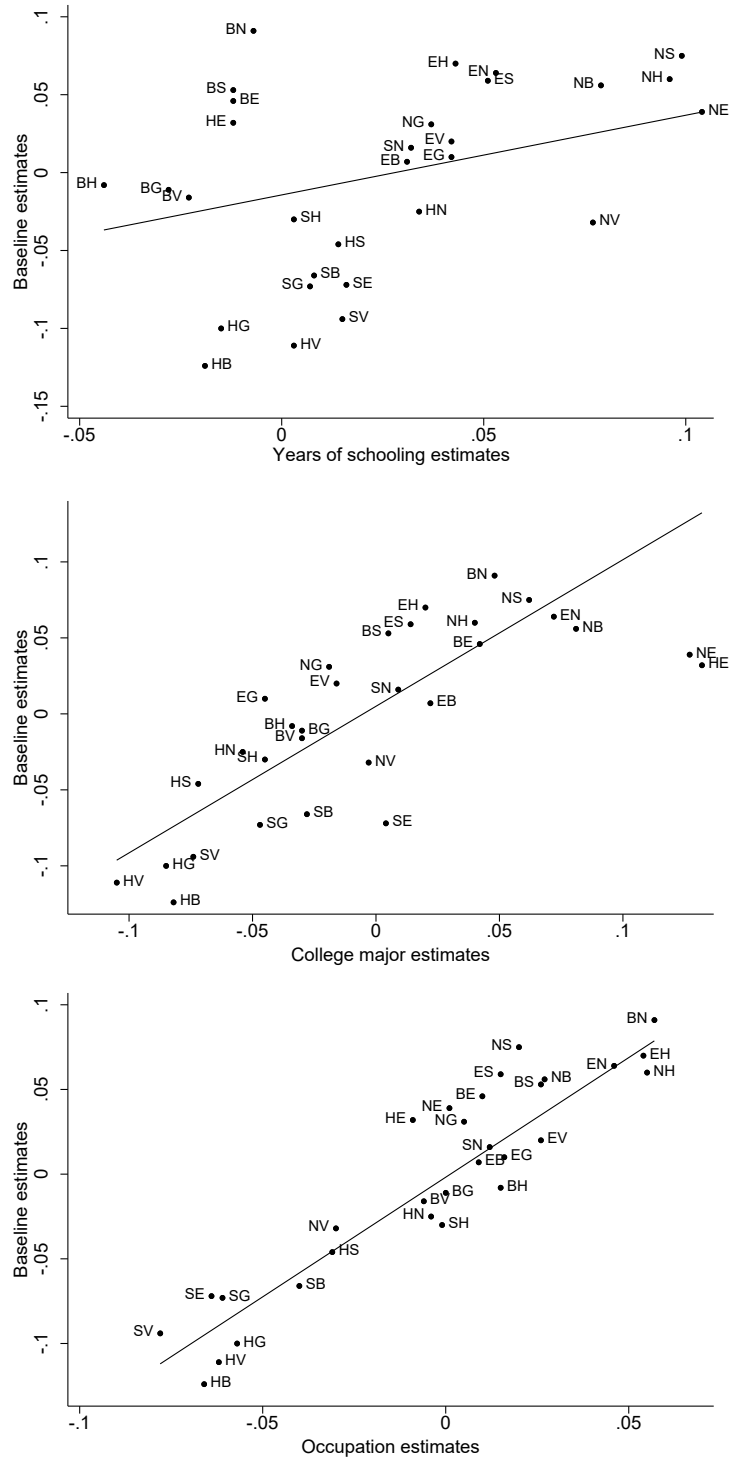 .1
.05
0
-.05
-.1
-.15
Baseline estimates
BN
NS
EH
EN
ES
NB
NH
BS
BE
HE
NE
NG
EV
SN
EB
EG
BH
BG
BV
HN
SH
NV
HS
SB
SG
SE
SV
HG
HV
HB
-.05 0 .05 .1
Years of schooling estimates
.1
.05
0
-.05
-.1
Baseline estimates
BN
NS
EH
EN
ES
NH
NB
BS
BE
NE
HE
NG
EV
SN
EG
EB
BH
BG
BV
HN
SH
NV
HS
SB
SG
SE
SV
HG
HV
HB
-.1 -.05 0 .05 .1
College major estimates
.1
.05
0
-.05
-.1
Baseline estimates
BN
NS
EH
EN
NH
ES
NB
BS
BE
NE
HE
NG
EV
SN
EG
EB
BH
BG
BV
HN
SH
NV
HS
SB
SE
SG
SV
HG
HV
HB
-.1 -.05 0 .05
Occupation estimates